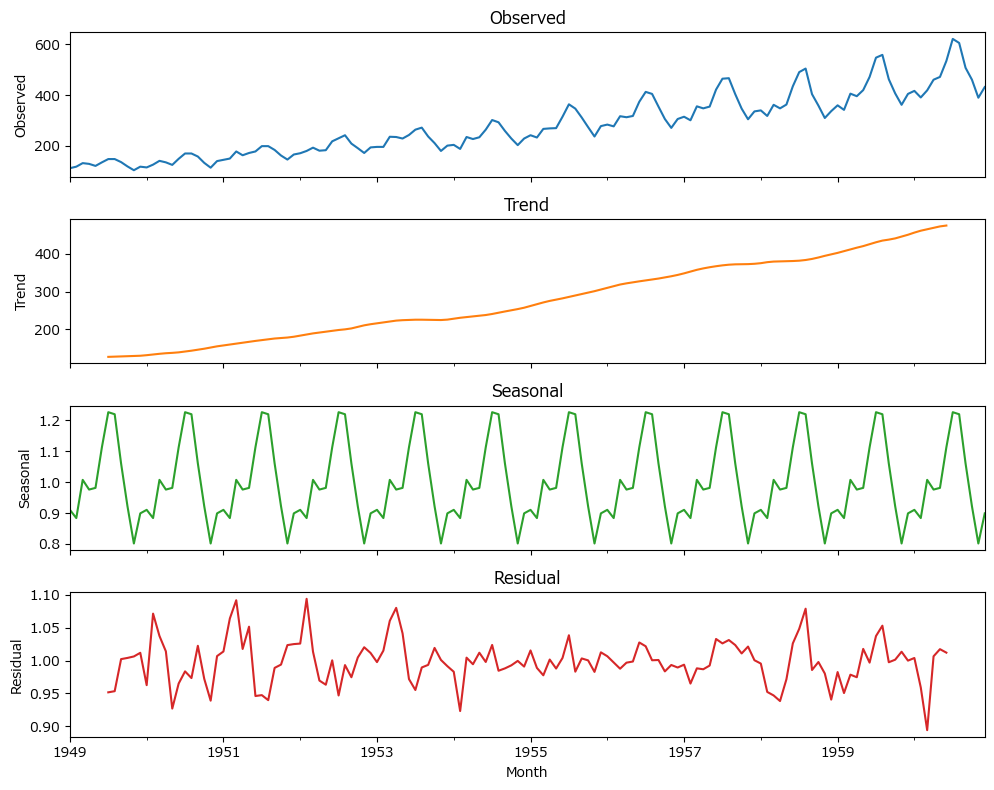 Observed
Observed
600
400
200
Trend
Trend
400
300
200
Seasonal
Seasonal
1.2
1.1
1.0
0.9
0.8
Residual
Residual
1.10
1.05
1.00
0.95
0.90
1949 1951 1953 1955 1957 1959
Month